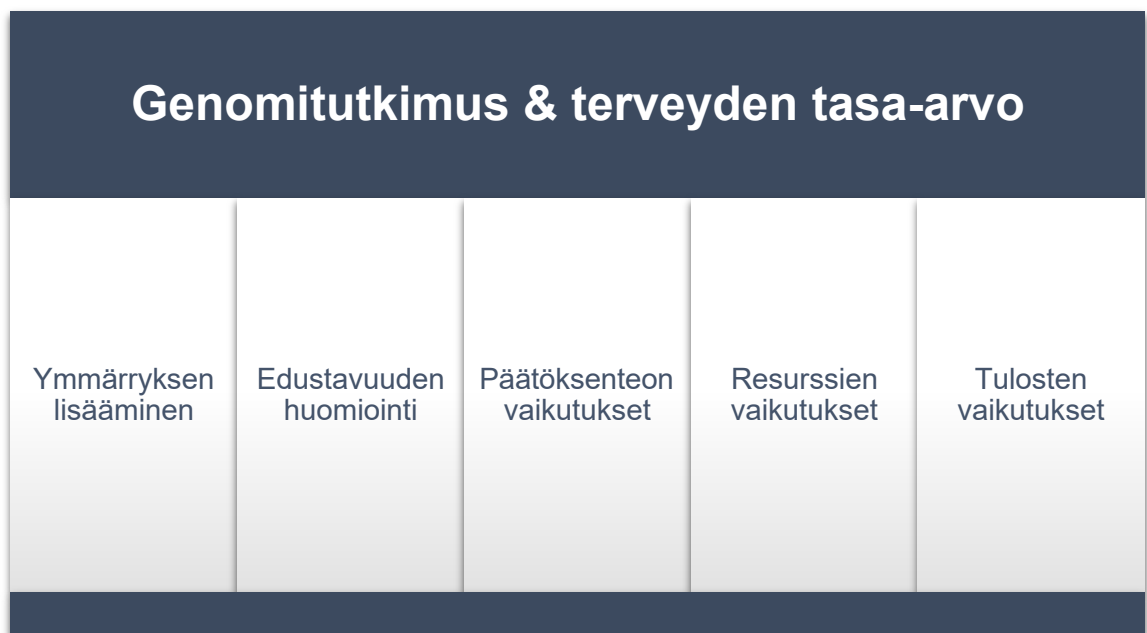 Genomitutkimus & terveyden tasa-arvo
Ymmärryksen
lisääminen
Edustavuuden
huomiointi
Päätöksenteon
vaikutukset
Resurssien
vaikutukset
Tulosten
vaikutukset